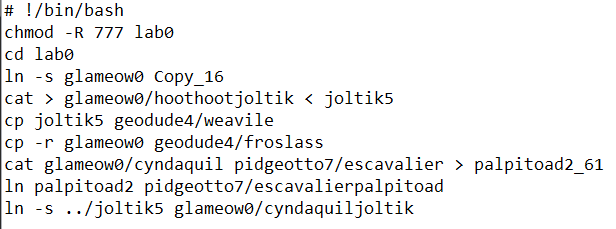 # !/bin/bash
chmod -R 777 lab0
cd lab0
ln -s glameow0 Copy_16
cat > glameow0/hoothootjoltik < joltik5
cp joltik5 geodude4/weavile
cp -r glameow0 geodude4/froslass
cat glameow0/cyndaquil pidgeotto7/escavalier > palpitoad2_61
ln palpitoad2 pidgeotto7/escavalierpalpitoad
ln -s ../joltik5 glameow0/cyndaquiljoltik